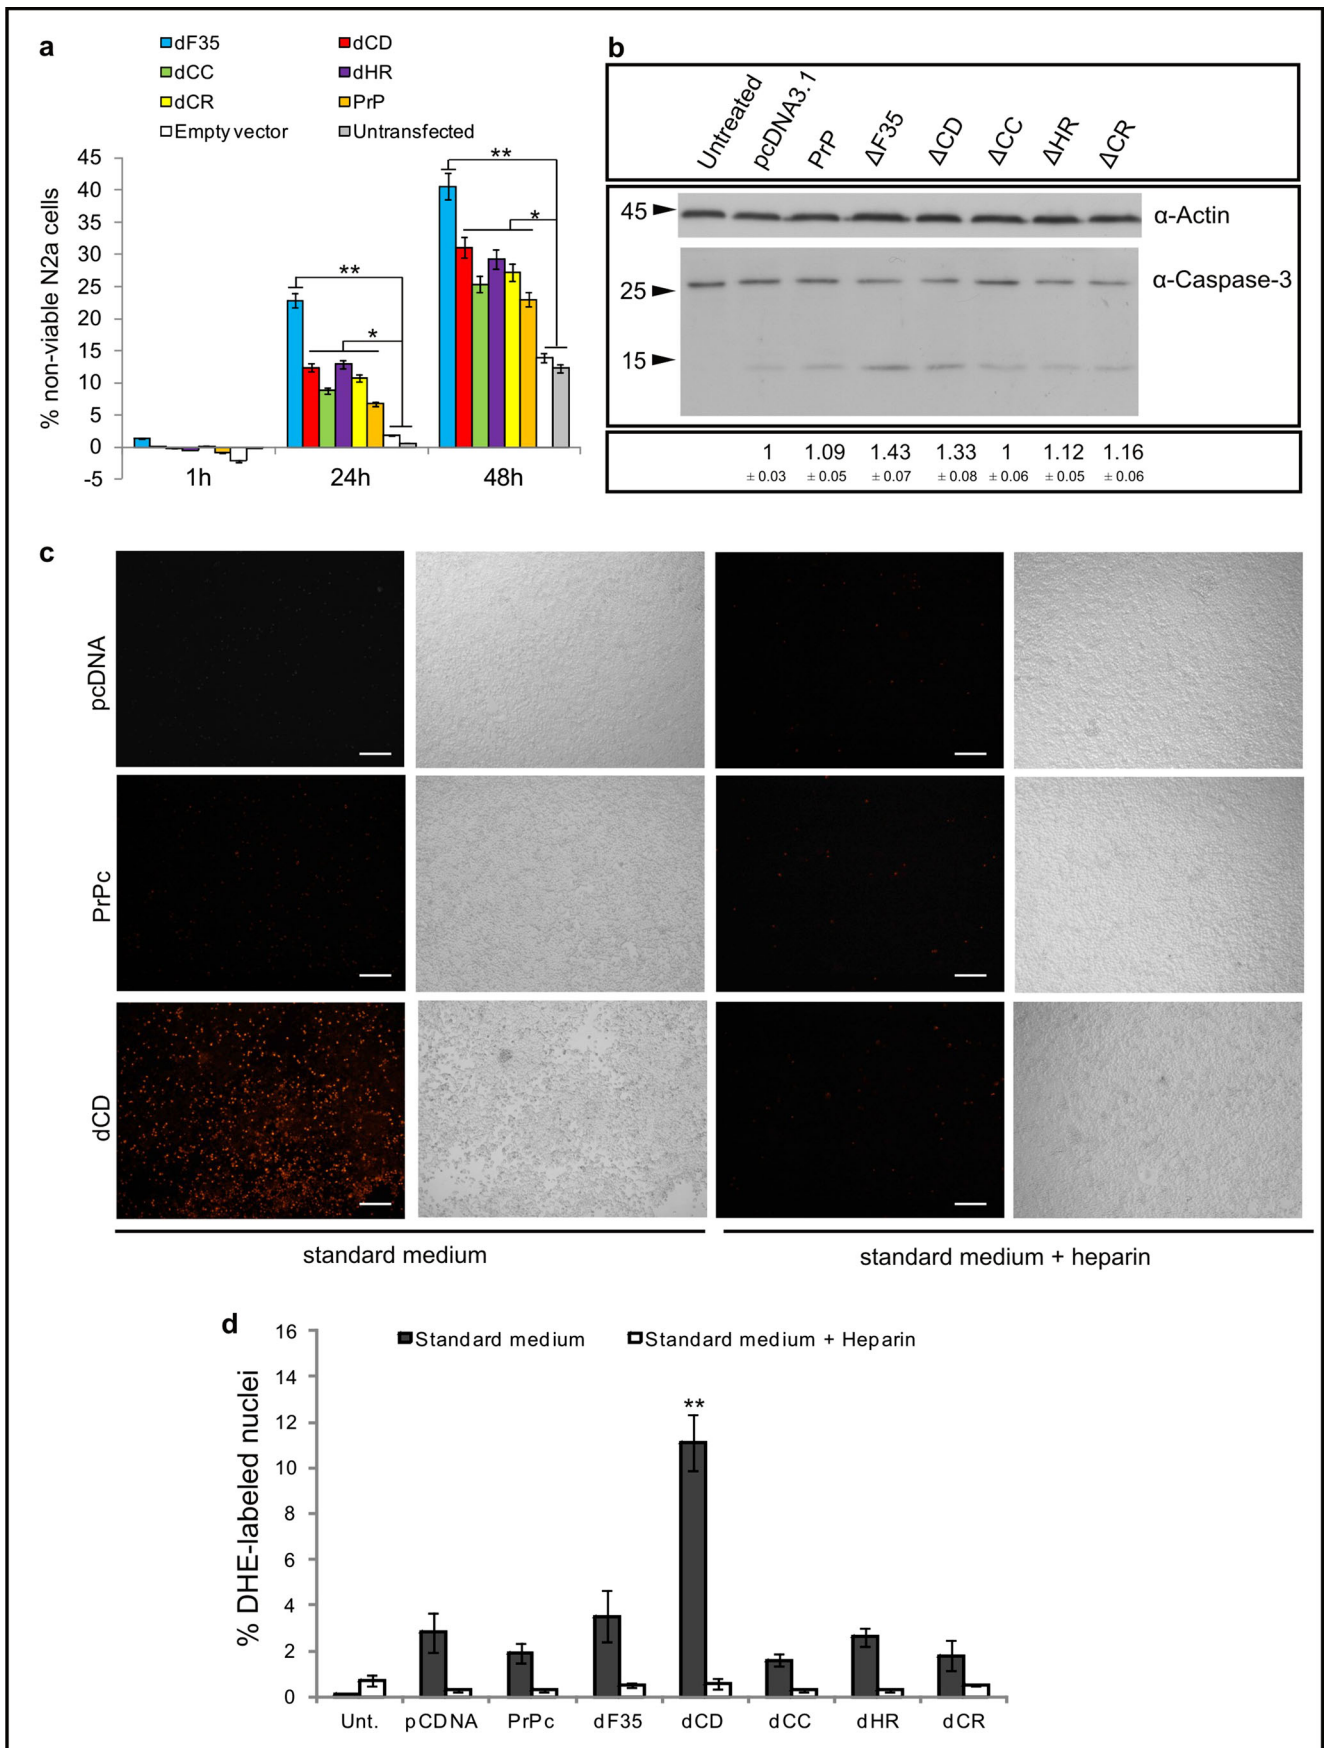 a
dF35
dCD
dCC
dHR
dCR
PrP
Empty vector
Untransfected
% non-viable N2a cells
45
40
35
30
25
20
15
10
5
0
-5
**
*
**
*
1h
24h
48h
b
Untreated
pcDNA3.1
PrP
ΔF35
ΔCD
ΔCC
ΔHR
ΔCR
45
α-Actin
25
α-Caspase-3
15
1 1.09 1.43 1.33 1 1.12 1.16
± 0.03 ± 0.05 ± 0.07 ± 0.08 ± 0.06 ± 0.05 ± 0.06
c
pcDNA
PrPc
dCD
standard medium
standard medium + heparin
d
Standard medium
Standard medium + Heparin
% DHE-labeled nuclei
16
14
12
10
8
6
4
2
0
**
Unt. pCDNA PrPc dF35 dCD dCC dHR dCR